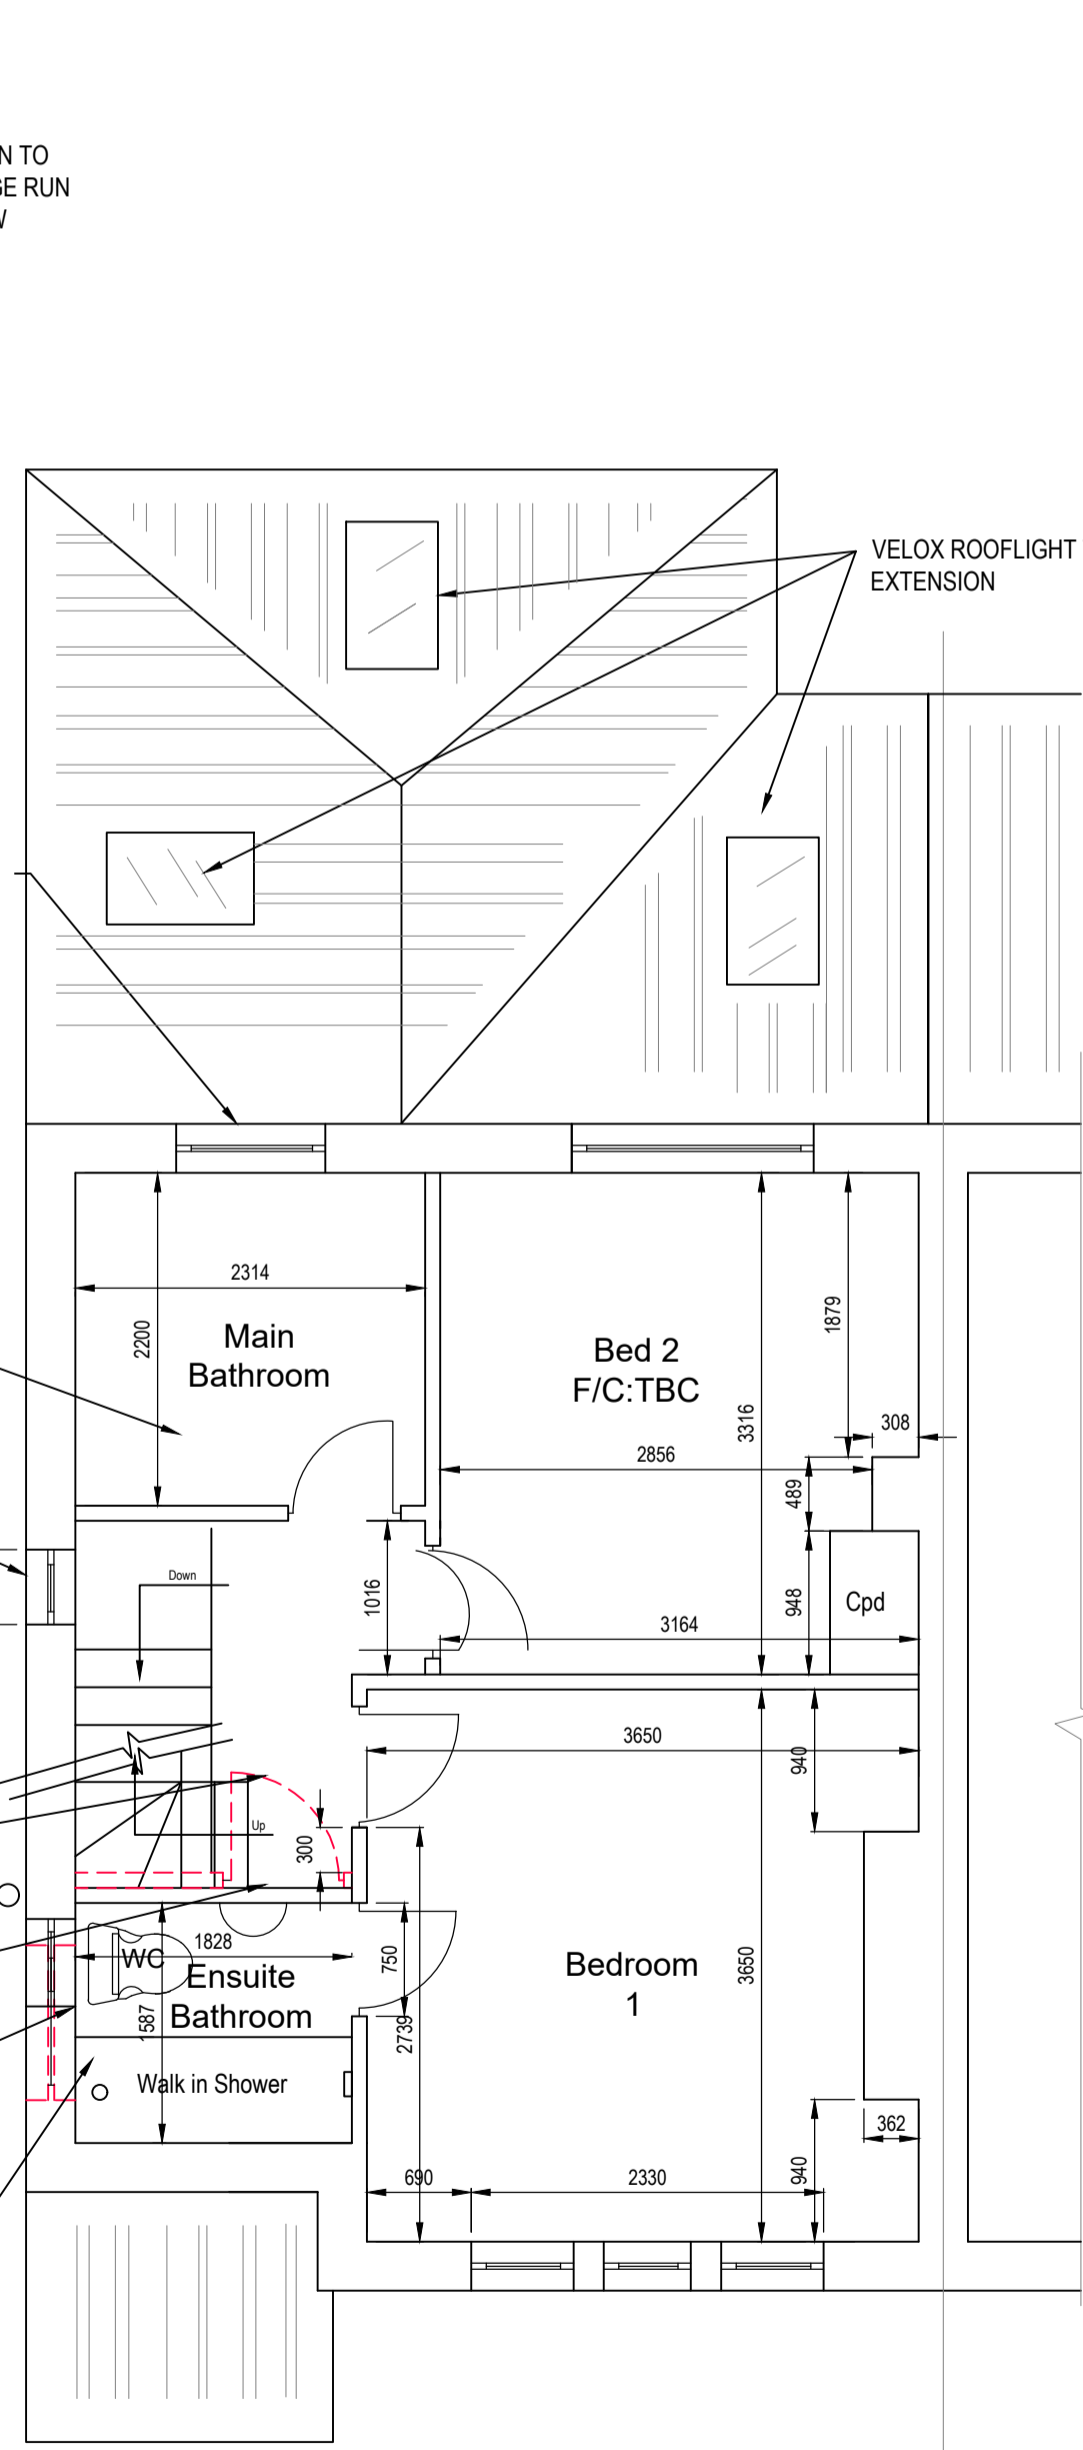 N TO
GE RUN
W
VELOX ROOFLIGHT
EXTENSION
2314
2200
Main
Bathroom
Bed 2
F/C:TBC
1879
3316
308
2856
489
1016
Down
948
Cpd
3164
3650
940
Up
300
WC
1828
Ensuite
Bathroom
750
1587
2739
Bedroom
1
3650
Walk in Shower
362
690
2330
940